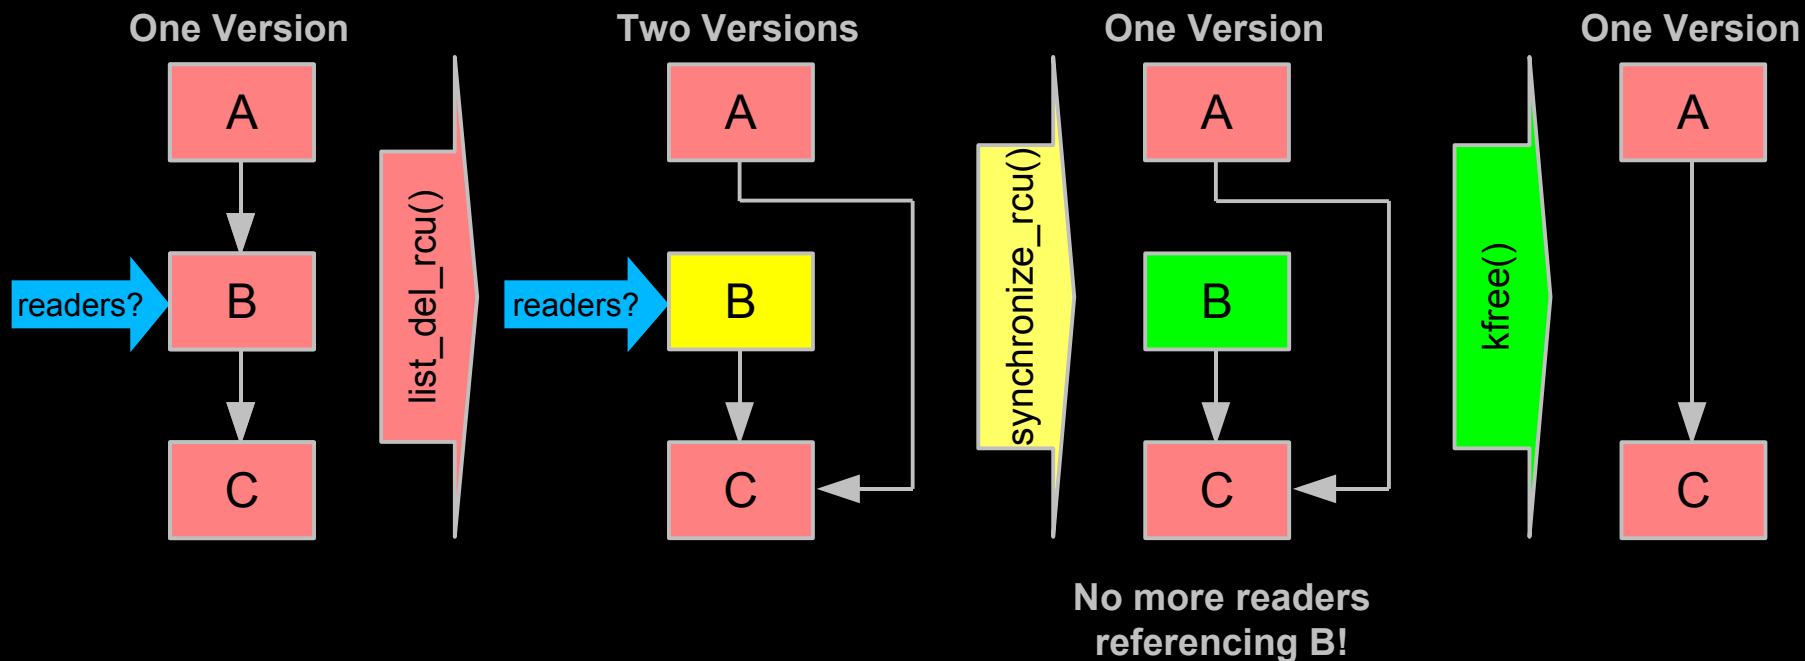 One Version
Two Versions
One Version
One Version
A
A
A
A
readers?
B
list_del_rcu()
readers?
B
synchronize_rcu()
B
kfree()
C
C
C
C
No more readers
referencing B!